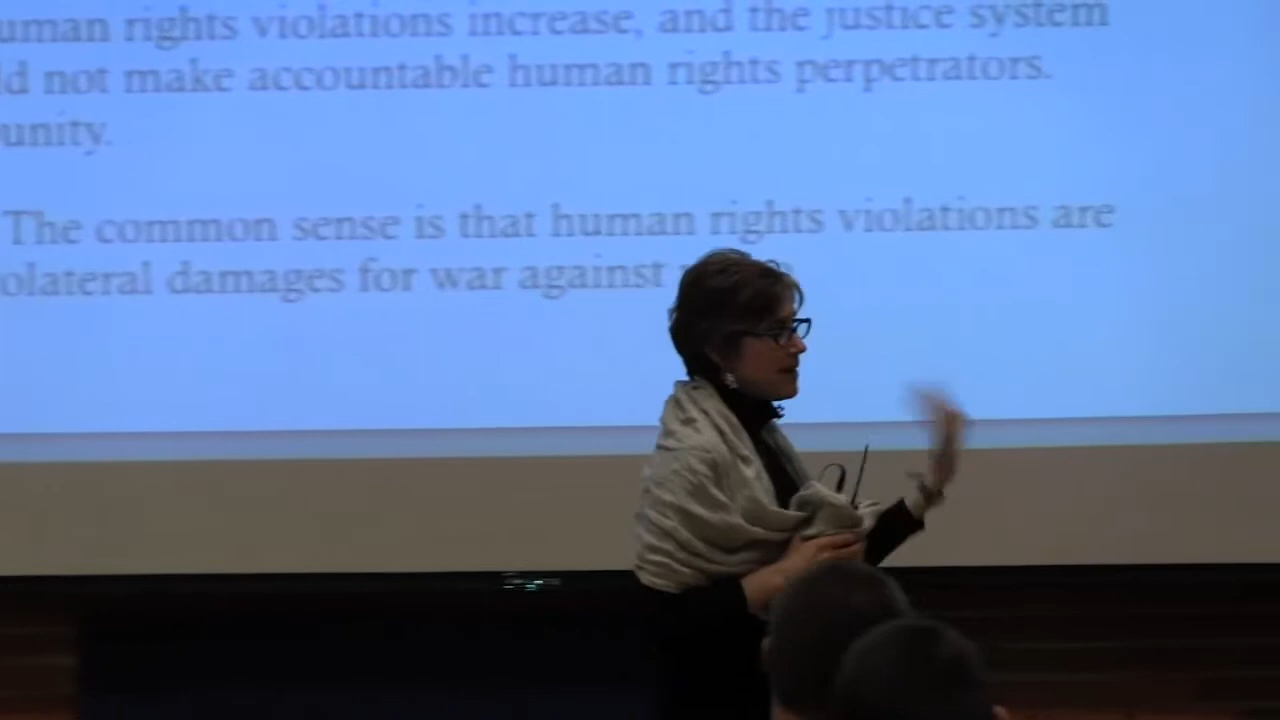 uman rights violations increase, and the justice system
ld not make accountable human rights perpetrators.
unity.
The common sense is that human rights violations are
olateral damages for war against